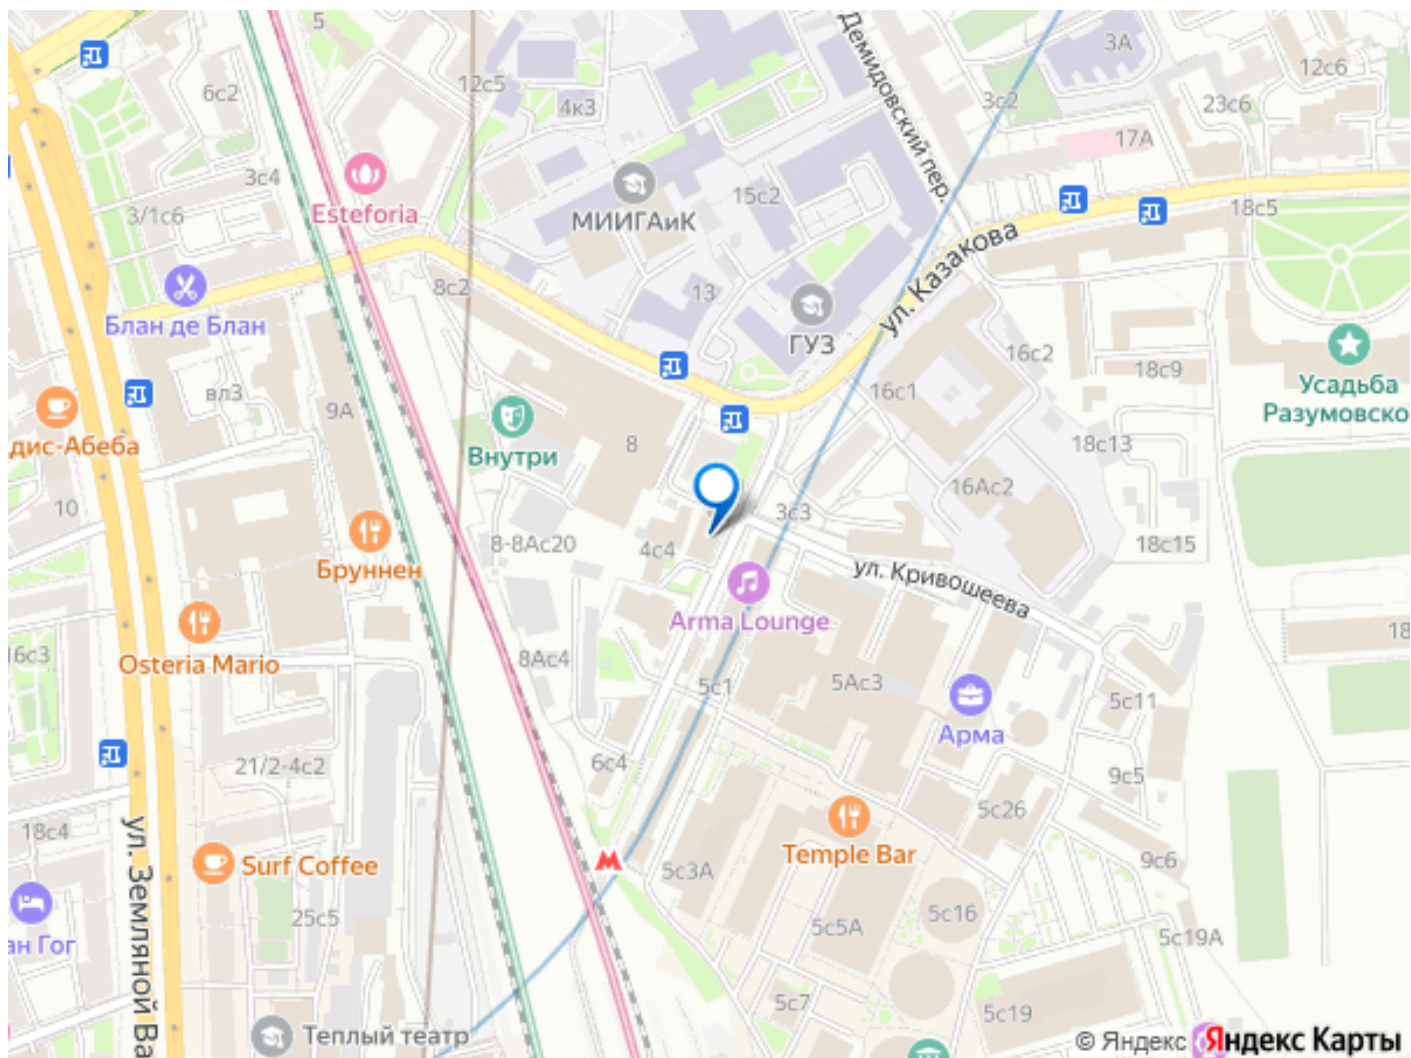 5
6с2
12с5
4к3
3А
12с6
3с2
23с6
Демидовский пер.
17А
3с4
Esteforia
15с2
МИИГАиК
3/1с6
18с5
ул. Казакова
8с2
13
Блан де Блан
ГУЗ
16с2
18с9
Усадьба
Разумовско
вл3
9А
16с1
дис-Абеба
Внутри
8
18с13
10
16Ас2
3с3
8-8Ас20
4с4
18с15
Бруннен
ул. Кривошеева
Arma Lounge
18
16с3
Osteria Mario
8Ас4
5с1
5Ас3
5с11
Арма
21/2-4с2
6с4
9с5
5с26
18с4
ул. Земляной Ва
Surf Coffee
Temple Bar
5с3А
9с6
25с5
5с16
ан Гог
5с5А
5с19А
5с7
5с19
Теплый театр
© Яндекс Яндекс Карты